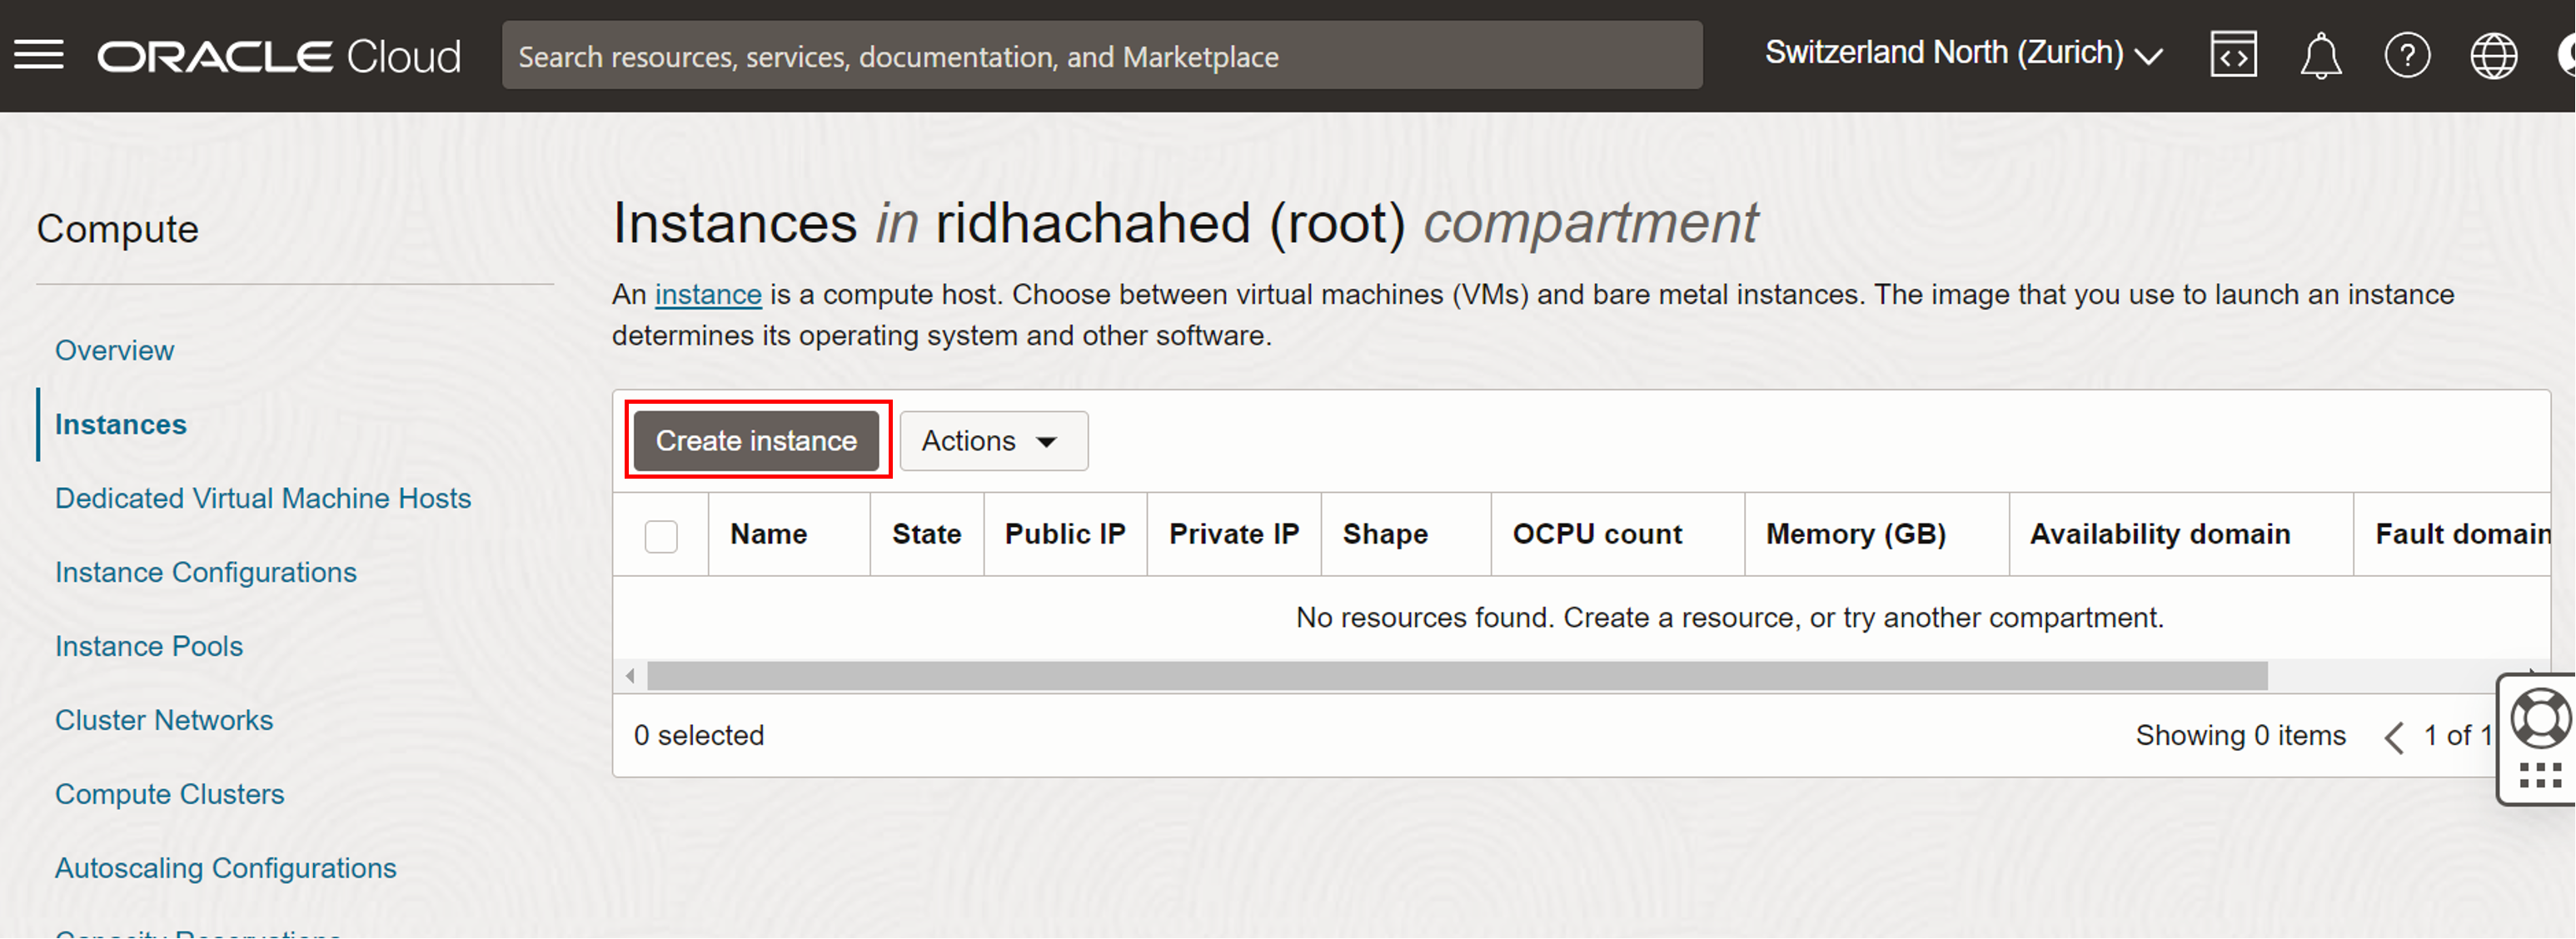 ORACLE Cloud
Search resources, services, documentation, and Marketplace
Switzerland North (Zurich)
Compute
Overview
Instances
Dedicated Virtual Machine Hosts
Instance Configurations
Instance Pools
Cluster Networks
Compute Clusters
Autoscaling Configurations
Capacity Reservations
Instances in ridhachahed (root) compartment
An instance is a compute host. Choose between virtual machines (VMs) and bare metal instances. The image that you use to launch an instance
determines its operating system and other software.
Create instance
Actions
Name State Public IP Private IP Shape OCPU count Memory (GB) Availability domain Fault domain
No resources found. Create a resource, or try another compartment.
0 selected
Showing 0 items
1 of 1